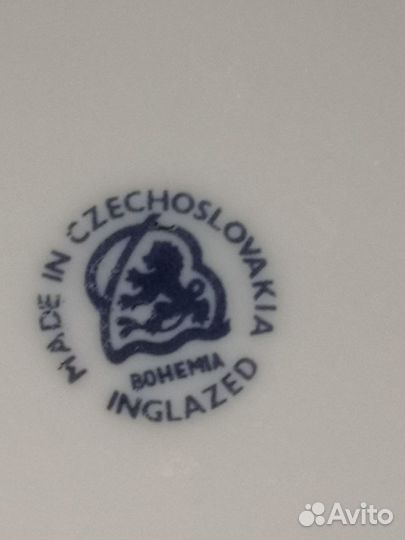 MADE IN CZECHOSLOVAKIA
BOHEMIA
INGLAZED
Avito